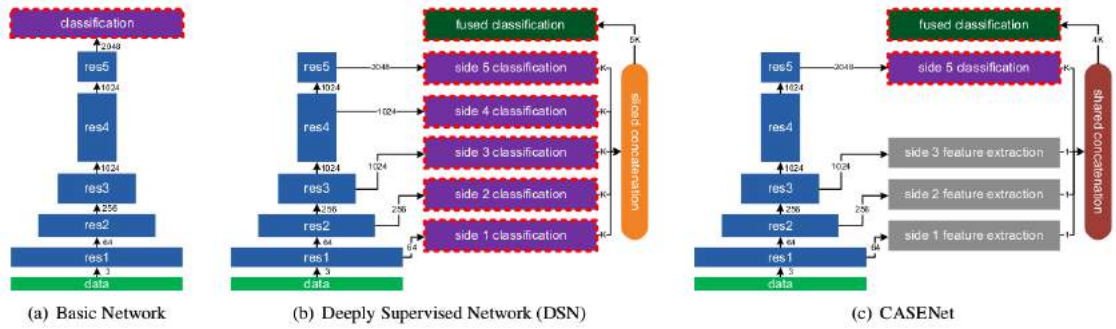 classification
2048
res5
1024
res4
1024
res3
256
res2
64
res1
3
data
(a) Basic Network
fused classification
5K
res5
2048
side 5 classification
K
1024
res4
1024
side 4 classification
K
sliced concatenation
1024
res3
1024
side 3 classification
K
256
res2
256
side 2 classification
K
64
res1
64
side 1 classification
K
3
data
(b) Deeply Supervised Network (DSN)
fused classification
4K
res5
2048
side 5 classification
K
1024
res4
shared concatenation
1024
res3
1024
side 3 feature extraction
1
256
res2
256
side 2 feature extraction
1
64
res1
64
side 1 feature extraction
1
3
data
(c) CASENet